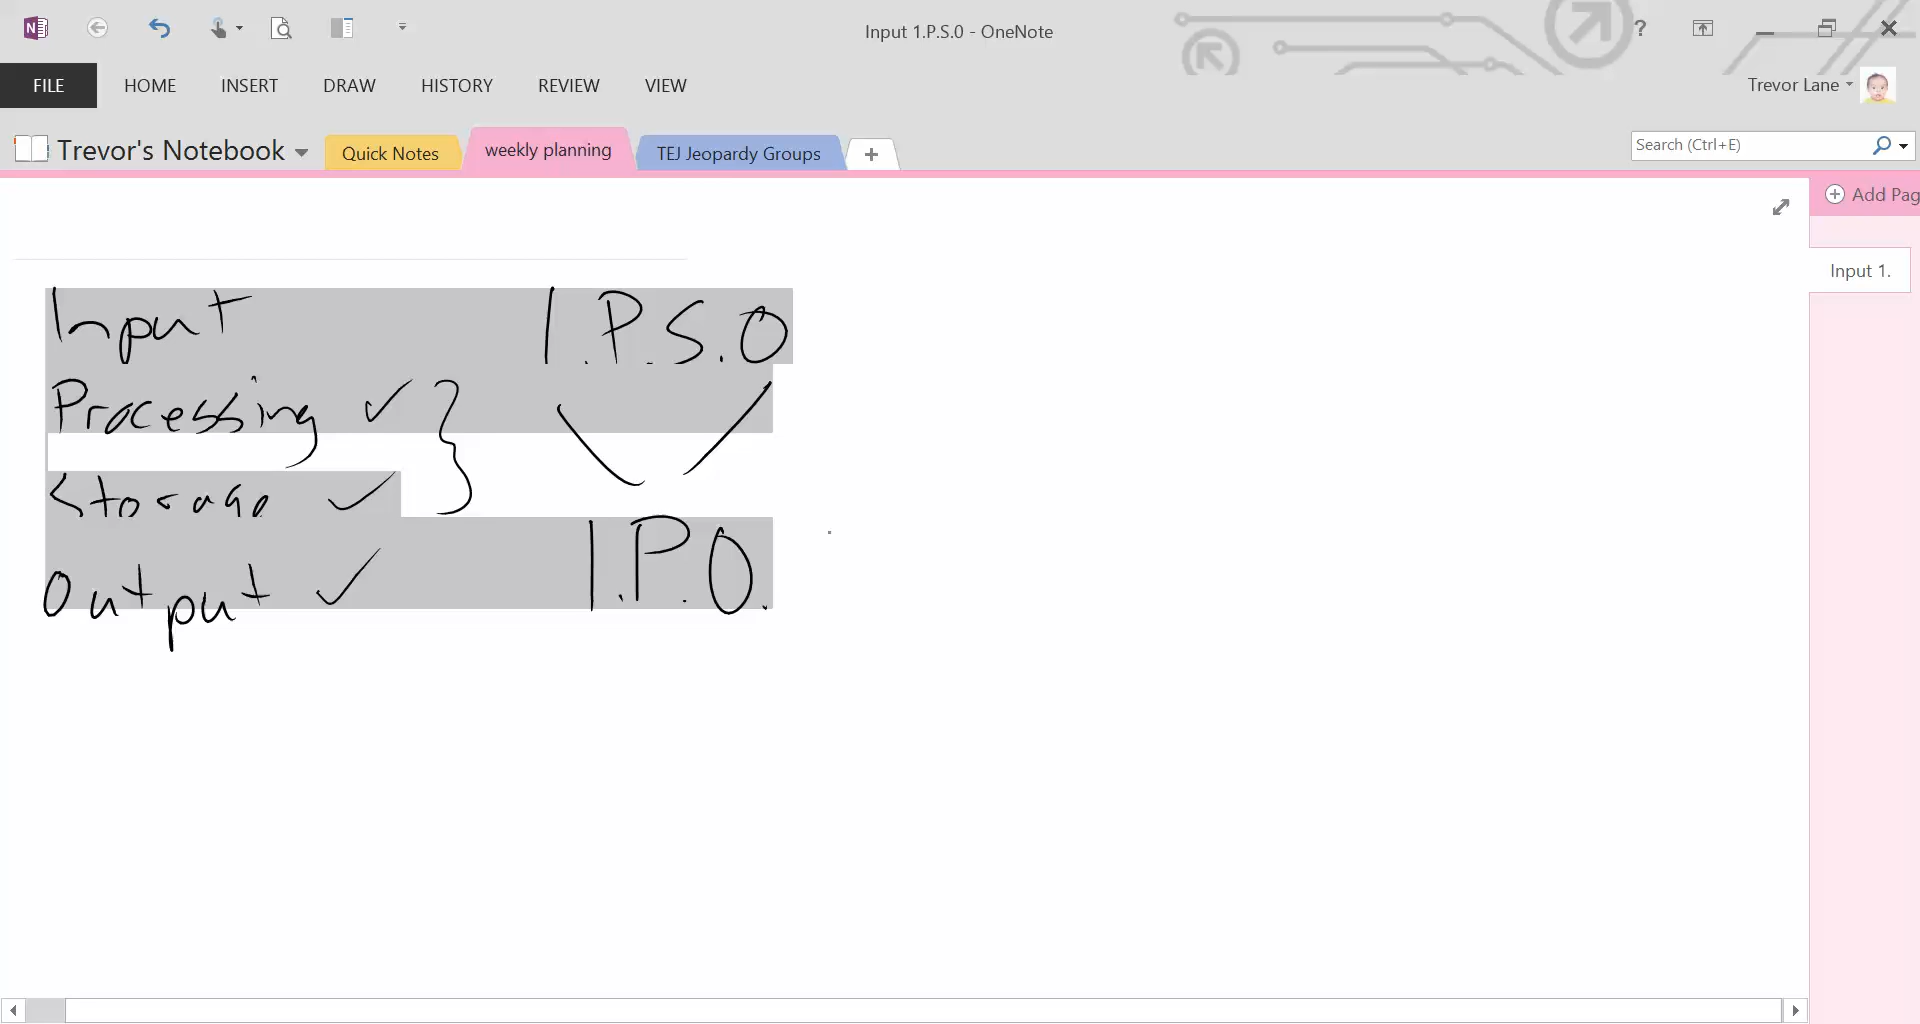 Input 1.P.S.0 - OneNote
?
FILE HOME INSERT DRAW HISTORY REVIEW VIEW
Trevor Lane
Trevor's Notebook Quick Notes weekly planning TEJ Jeopardy Groups +
Search (Ctrl+E)
Add Pag
Input 1.
Input I.P.S.O
Processing ✓ }
Storage ✓
Output ✓ I.P.O.